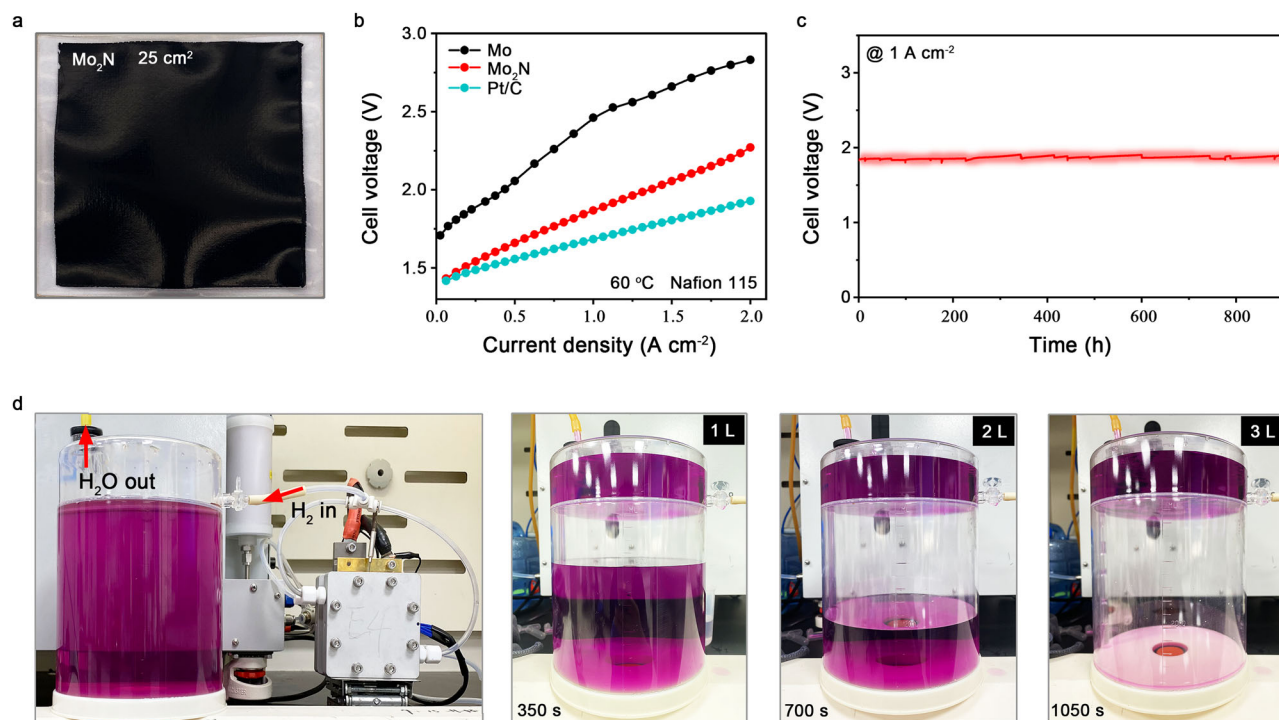 a
Mo₂N 25 cm²
b
Cell voltage (V)
3.0
2.5
2.0
1.5
Mo
Mo₂N
Pt/C
60 °C Nafion 115
0.0 0.5 1.0 1.5 2.0
Current density (A cm⁻²)
c
Cell voltage (V)
3
2
1
0
@ 1 A cm⁻²
0 200 400 600 800
Time (h)
d
H₂O out
H₂ in
E4
1 L
350 s
2 L
700 s
3 L
1050 s